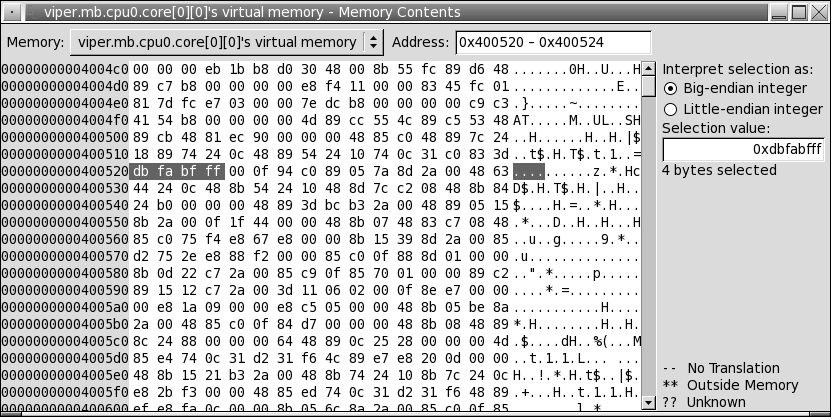 viper.mb.cpu0.core[0][0]'s virtual memory - Memory Contents
Memory: viper.mb.cpu0.core[0][0]'s virtual memory Address: 0x400520 - 0x400524
00000000004004c0 00 00 00 eb 1b b8 d0 30 48 00 8b 55 fc 89 d6 48 .......0H..U...H
00000000004004d0 89 c7 b8 00 00 00 00 e8 f4 11 00 00 83 45 fc 01 .............E..
00000000004004e0 81 7d fc e7 03 00 00 7e dc b8 00 00 00 00 c9 c3 .}.....~........
00000000004004f0 41 54 b8 00 00 00 00 4d 89 cc 55 4c 89 c5 53 48 AT.....M..UL..SH
0000000000400500 89 cb 48 81 ec 90 00 00 00 48 85 c0 48 89 7c 24 ..H......H..H.|$
0000000000400510 18 89 74 24 0c 48 89 54 24 10 74 0c 31 c0 83 3d ..t$.H.T$.t.1..=
0000000000400520 db fa bf ff 00 0f 94 c0 89 05 7a 8d 2a 00 48 63 ..........z.*.Hc
0000000000400530 44 24 0c 48 8b 54 24 10 48 8d 7c c2 08 48 8b 84 D$.H.T$.H.|..H..
0000000000400540 24 b0 00 00 00 48 89 3d bc b3 2a 00 48 89 05 15 $....H.=..*.H...
0000000000400550 8b 2a 00 0f 1f 44 00 00 48 8b 07 48 83 c7 08 48 .*...D..H..H...H
0000000000400560 85 c0 75 f4 e8 67 e8 00 00 8b 15 39 8d 2a 00 85 ..u..g.....9.*..
0000000000400570 d2 75 2e e8 88 f2 00 00 85 c0 0f 88 8d 01 00 00 .u..............
0000000000400580 8b 0d 22 c7 2a 00 85 c9 0f 85 70 01 00 00 89 c2 ..".*.....p.....
0000000000400590 89 15 12 c7 2a 00 3d 11 06 02 00 0f 8e e7 00 00 ....*.=.........
00000000004005a0 00 e8 1a 09 00 00 e8 c5 05 00 00 48 8b 05 be 8a ...........H....
00000000004005b0 2a 00 48 85 c0 0f 84 d7 00 00 00 48 8b 08 48 89 *.H........H..H.
00000000004005c0 8c 24 88 00 00 00 64 48 89 0c 25 28 00 00 00 4d .$....dH..%(...M
00000000004005d0 85 e4 74 0c 31 d2 31 f6 4c 89 e7 e8 20 0d 00 00 ..t.1.1.L... ...
00000000004005e0 48 8b 15 21 b3 2a 00 48 8b 74 24 10 8b 7c 24 0c H..!.*.H.t$..|$.
00000000004005f0 e8 2b f3 00 00 48 85 ed 74 0c 31 d2 31 f6 48 89 .+...H..t.1.1.H.
0000000000400600 ef e8 fa 0c 00 00 8b 05 6c 8a 2a 00 85 c0 0f 85
Interpret selection as:
Big-endian integer
Little-endian integer
Selection value:
0xdbfabfff
4 bytes selected
-- No Translation
** Outside Memory
?? Unknown